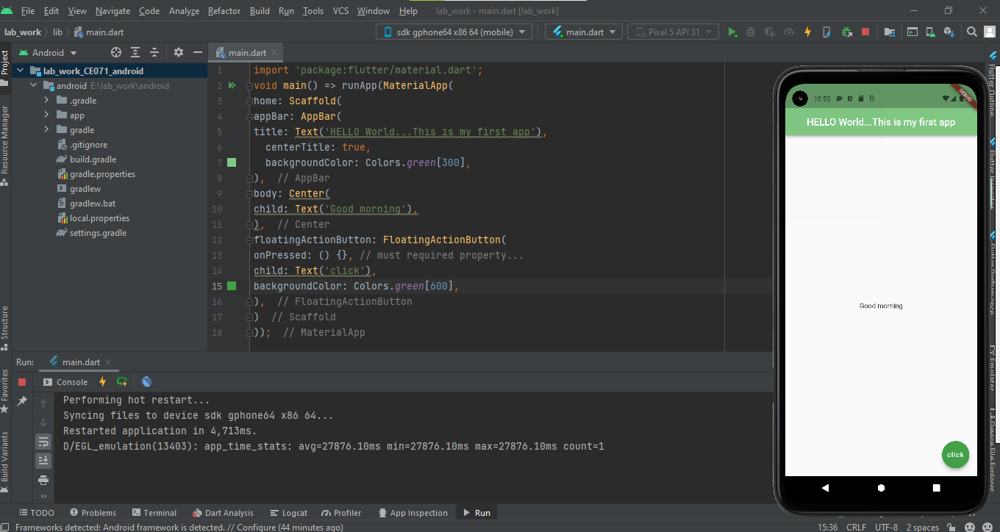 File Edit View Navigate Code Analyze Refactor Build Run Tools VCS Window Help lab_work - main.dart [lab_work]
lab_work lib main.dart sdk gphone64 x86 64 (mobile) main.dart Pixel 5 API 31
Project
Resource Manager
Structure
Favorites
Build Variants
Android
lab_work_CE071_android
android E:\lab_work\android
.gradle
app
gradle
.gitignore
build.gradle
gradle.properties
gradlew
gradlew.bat
local.properties
settings.gradle
main.dart
1 import 'package:flutter/material.dart';
2 void main() => runApp(MaterialApp(
3 home: Scaffold(
4 appBar: AppBar(
5 title: Text('HELLO World...This is my first app'),
6 centerTitle: true,
7 backgroundColor: Colors.green[300],
8 ), // AppBar
9 body: Center(
10 child: Text('Good morning'),
11 ), // Center
12 floatingActionButton: FloatingActionButton(
13 onPressed: () {}, // must required property...
14 child: Text('click'),
15 backgroundColor: Colors.green[600],
16 ), // FloatingActionButton
17 ) // Scaffold
18 )); // MaterialApp
10:55
DEBUG
HELLO World...This is my first app
Good morning
click
Flutter Outline
Flutter Inspector
Flutter Performance
Emulator
Device File Explorer
Run: main.dart
Console
Performing hot restart...
Syncing files to device sdk gphone64 x86 64...
Restarted application in 4,713ms.
D/EGL_emulation(13403): app_time_stats: avg=27876.10ms min=27876.10ms max=27876.10ms count=1
TODO Problems Terminal Dart Analysis Logcat Profiler App Inspection Run
Frameworks detected: Android framework is detected. // Configure (44 minutes ago) 15:36 CRLF UTF-8 2 spaces